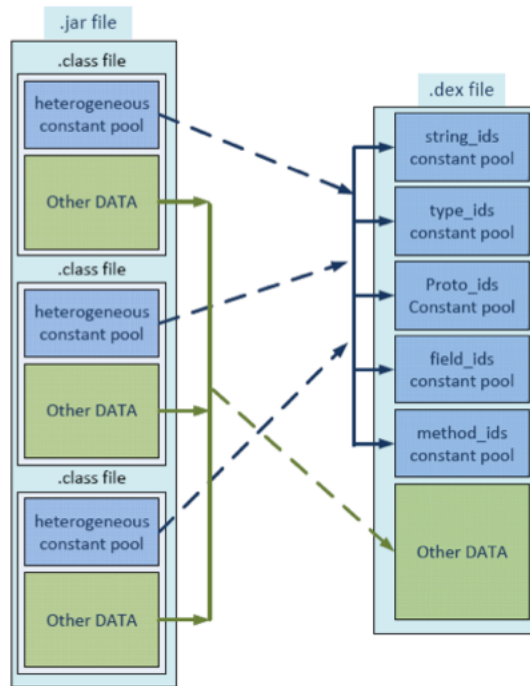 .jar file
.class file
heterogeneous
constant pool
Other DATA
.class file
heterogeneous
constant pool
Other DATA
.class file
heterogeneous
constant pool
Other DATA
.dex file
string_ids
constant pool
type_ids
constant pool
Proto_ids
Constant pool
field_ids
constant pool
method_ids
constant pool
Other DATA